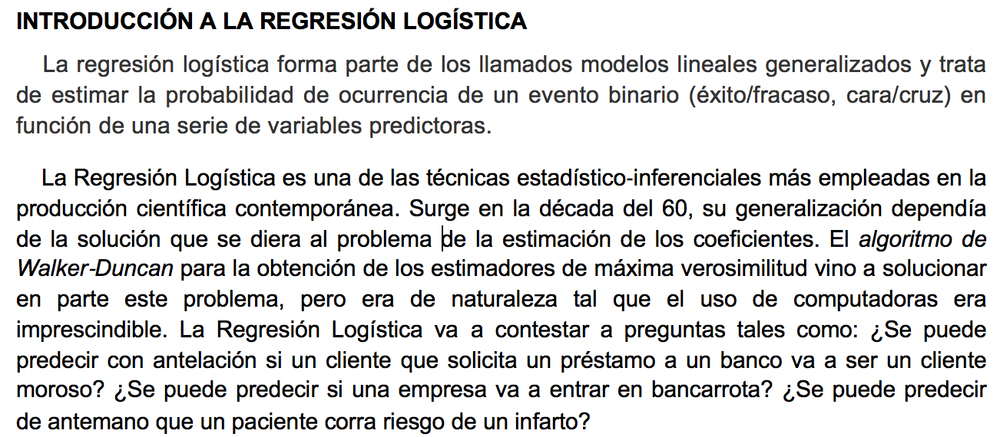 INTRODUCCIÓN A LA REGRESIÓN LOGÍSTICA
La regresión logística forma parte de los llamados modelos lineales generalizados y trata
de estimar la probabilidad de ocurrencia de un evento binario (éxito/fracaso, cara/cruz) en
función de una serie de variables predictoras.
La Regresión Logística es una de las técnicas estadístico-inferenciales más empleadas en la
producción científica contemporánea. Surge en la década del 60, su generalización dependía
de la solución que se diera al problema de la estimación de los coeficientes. El algoritmo de
Walker-Duncan para la obtención de los estimadores de máxima verosimilitud vino a solucionar
en parte este problema, pero era de naturaleza tal que el uso de computadoras era
imprescindible. La Regresión Logística va a contestar a preguntas tales como: ¿Se puede
predecir con antelación si un cliente que solicita un préstamo a un banco va a ser un cliente
moroso? ¿Se puede predecir si una empresa va a entrar en bancarrota? ¿Se puede predecir
de antemano que un paciente corra riesgo de un infarto?